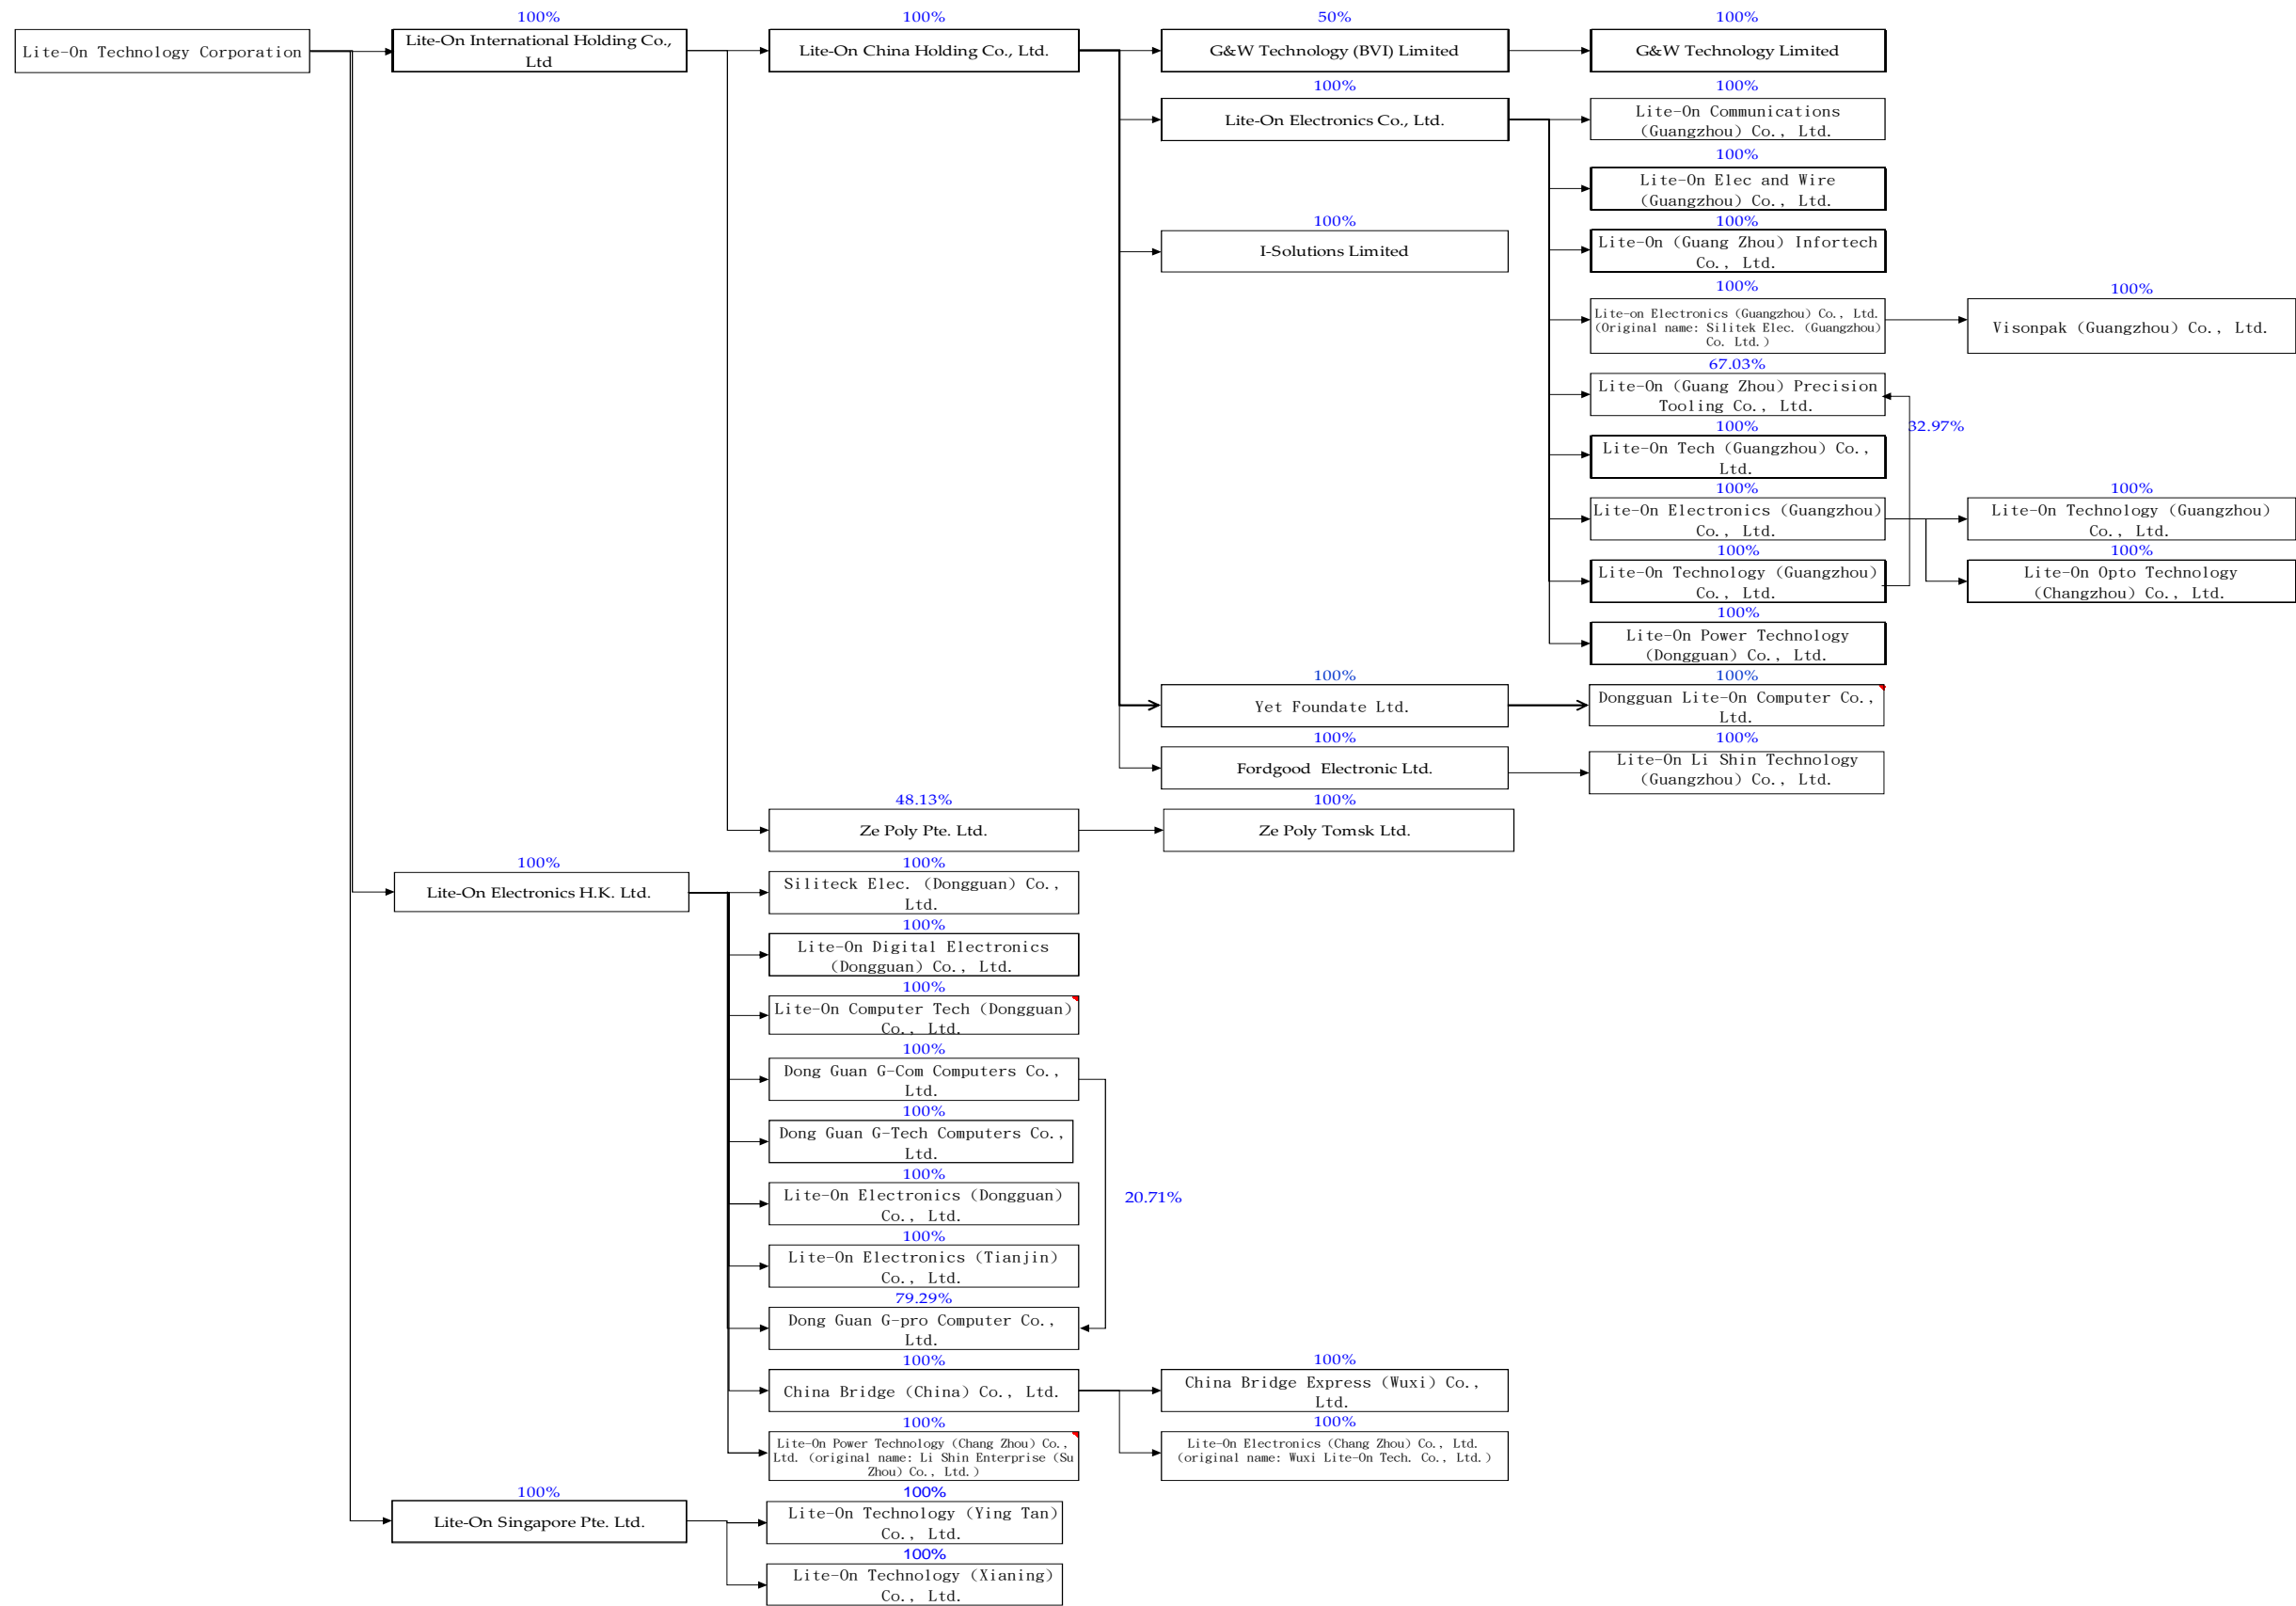 100%
100%
50%
100%
Lite-On Technology Corporation
Lite-On International Holding Co.,
Ltd
Lite-On China Holding Co., Ltd.
G&W Technology (BVI) Limited
G&W Technology Limited
100%
100%
Lite-On Electronics Co., Ltd.
Lite-On Communications
(Guangzhou) Co., Ltd.
100%
Lite-On Elec and Wire
(Guangzhou) Co., Ltd.
100%
100%
I-Solutions Limited
Lite-On (Guang Zhou) Infortech
Co., Ltd.
100%
100%
Lite-on Electronics (Guangzhou) Co., Ltd.
(Original name: Silitek Elec. (Guangzhou)
Co. Ltd.)
Visonpak (Guangzhou) Co., Ltd.
67.03%
Lite-On (Guang Zhou) Precision
Tooling Co., Ltd.
100%
32.97%
Lite-On Tech (Guangzhou) Co.,
Ltd.
100%
100%
Lite-On Electronics (Guangzhou)
Co., Ltd.
Lite-On Technology (Guangzhou)
Co., Ltd.
100%
100%
Lite-On Technology (Guangzhou)
Co., Ltd.
Lite-On Opto Technology
(Changzhou) Co., Ltd.
100%
Lite-On Power Technology
(Dongguan) Co., Ltd.
100%
100%
Yet Foundate Ltd.
Dongguan Lite-On Computer Co.,
Ltd.
100%
100%
Fordgood Electronic Ltd.
Lite-On Li Shin Technology
(Guangzhou) Co., Ltd.
48.13%
100%
Ze Poly Pte. Ltd.
Ze Poly Tomsk Ltd.
100%
100%
Lite-On Electronics H.K. Ltd.
Siliteck Elec. (Dongguan) Co.,
Ltd.
100%
Lite-On Digital Electronics
(Dongguan) Co., Ltd.
100%
Lite-On Computer Tech (Dongguan)
Co., Ltd.
100%
Dong Guan G-Com Computers Co.,
Ltd.
100%
Dong Guan G-Tech Computers Co.,
Ltd.
100%
Lite-On Electronics (Dongguan)
Co., Ltd.
20.71%
100%
Lite-On Electronics (Tianjin)
Co., Ltd.
79.29%
Dong Guan G-pro Computer Co.,
Ltd.
100%
100%
China Bridge (China) Co., Ltd.
China Bridge Express (Wuxi) Co.,
Ltd.
100%
100%
Lite-On Power Technology (Chang Zhou) Co.,
Ltd. (original name: Li Shin Enterprise (Su
Zhou) Co., Ltd.)
Lite-On Electronics (Chang Zhou) Co., Ltd.
(original name: Wuxi Lite-On Tech. Co., Ltd.)
100%
100%
Lite-On Singapore Pte. Ltd.
Lite-On Technology (Ying Tan)
Co., Ltd.
100%
Lite-On Technology (Xianing)
Co., Ltd.